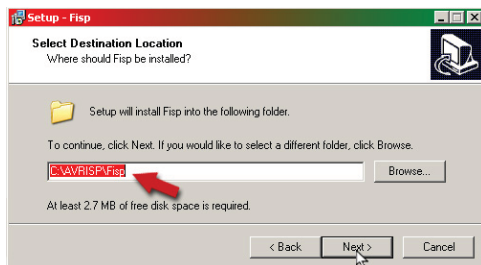 Setup - Fisp
Select Destination Location
Where should Fisp be installed?
Setup will install Fisp into the following folder.
To continue, click Next. If you would like to select a different folder, click Browse.
C:\AVRISP\Fisp
Browse...
At least 2.7 MB of free disk space is required.
< Back
Next >
Cancel